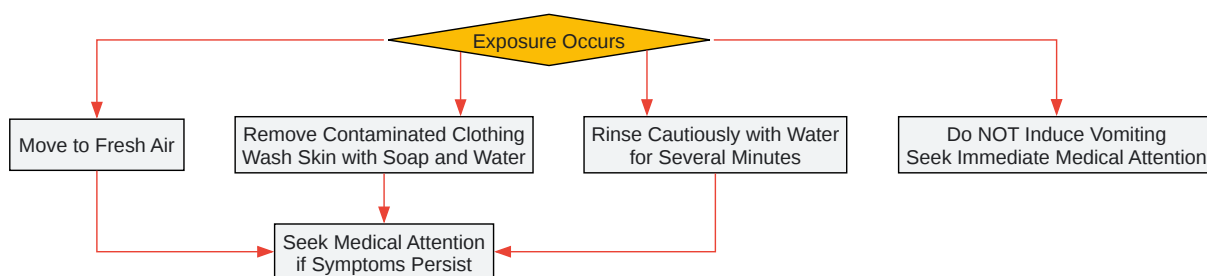 Exposure Occurs
Move to Fresh Air
Remove Contaminated Clothing
Wash Skin with Soap and Water
Rinse Cautiously with Water
for Several Minutes
Do NOT Induce Vomiting
Seek Immediate Medical Attention
Seek Medical Attention
if Symptoms Persist